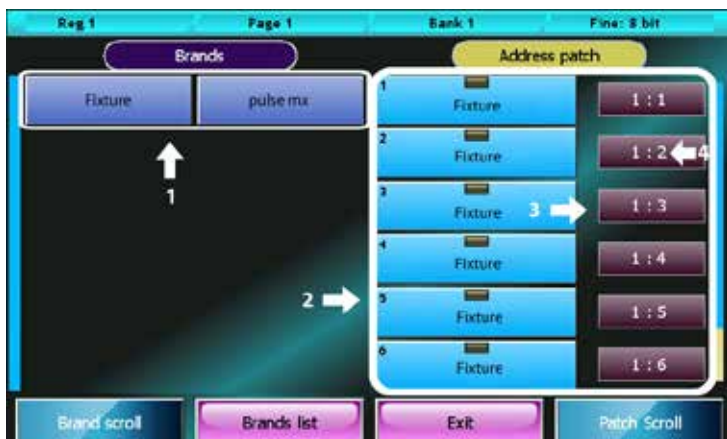 Reg 1 Page 1 Bank 1 Fine: 8 bit
Brands Address patch
Fixture pulse mx
1
1 Fixture 1 : 1
2 Fixture 1 : 2 4
3 Fixture 3 1 : 3
4 Fixture 1 : 4
2
5 Fixture 1 : 5
6 Fixture 1 : 6
Brand scroll Brands list Exit Patch Scroll